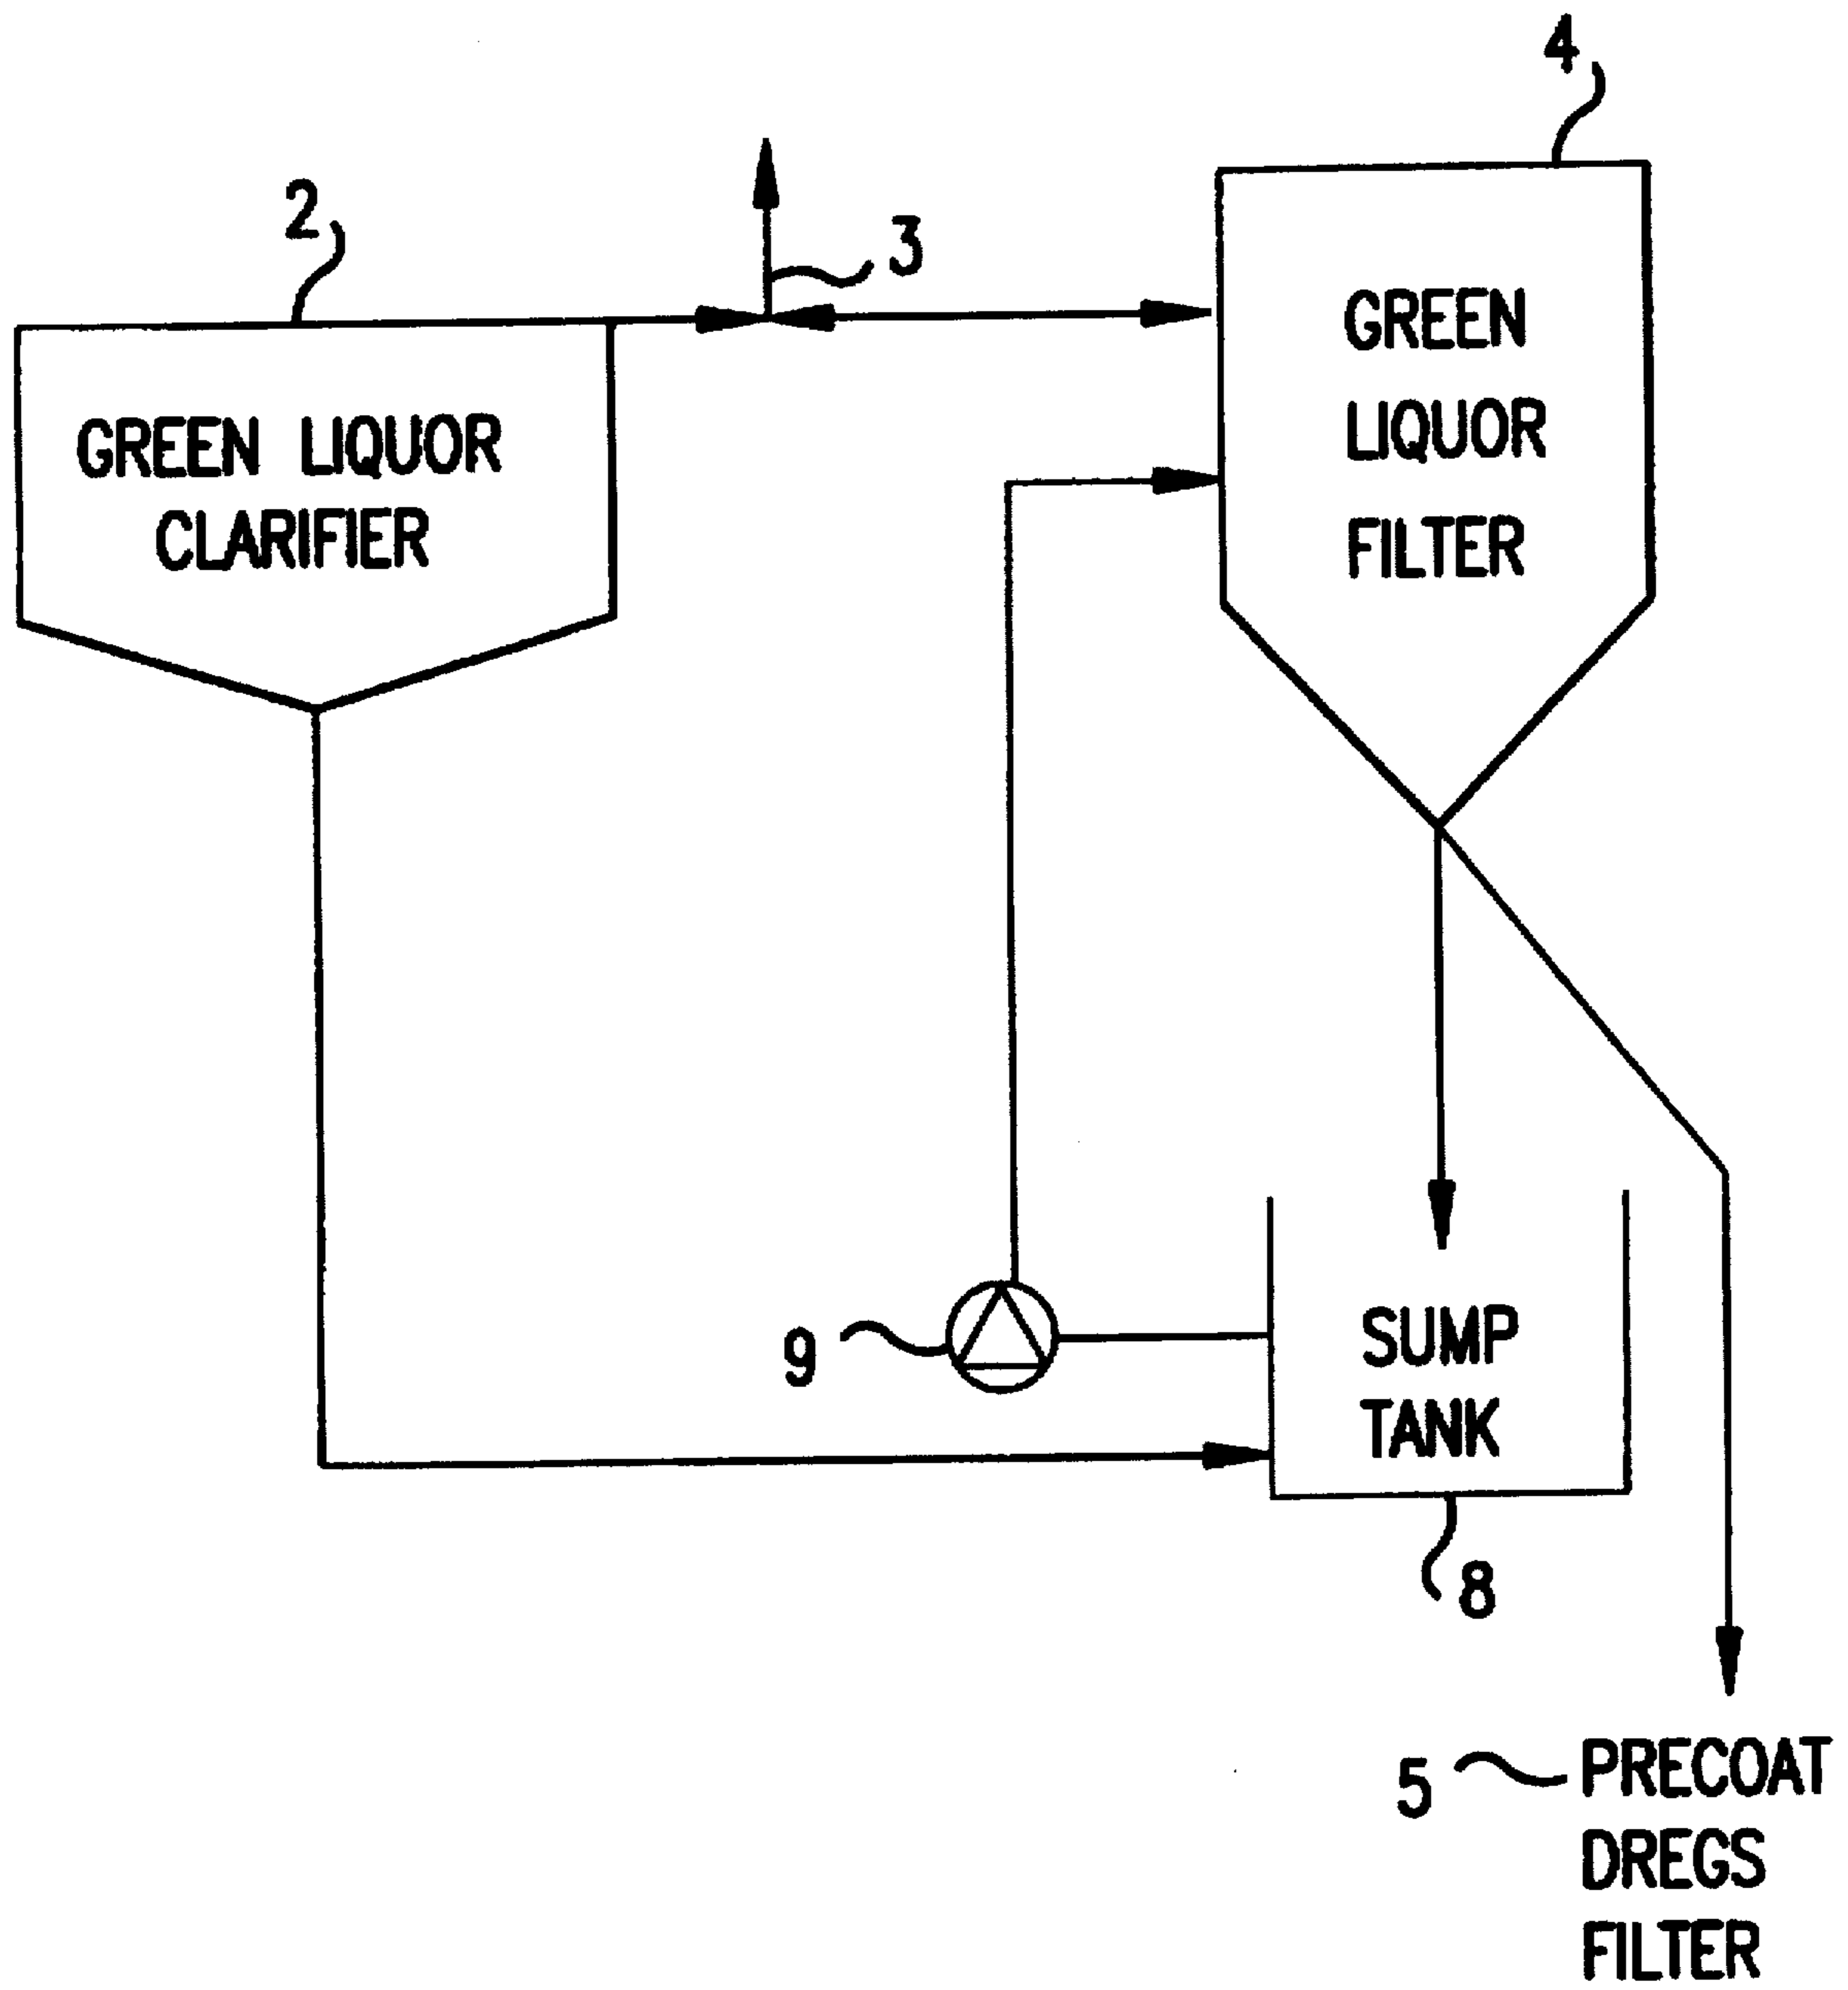 4
2
3
GREEN
LIQUOR
FILTER
GREEN LIQUOR
CLARIFIER
9
SUMP
TANK
8
5
PRECOAT
DREGS
FILTER